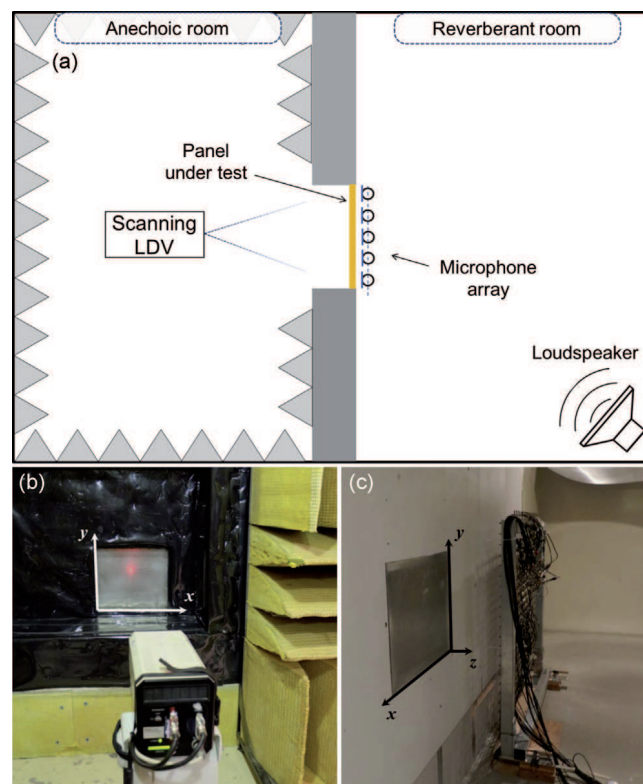 Anechoic room
Reverberant room
(a)
Panel
under test
Scanning
LDV
Microphone
array
Loudspeaker
(b)
y
x
(c)
y
z
x